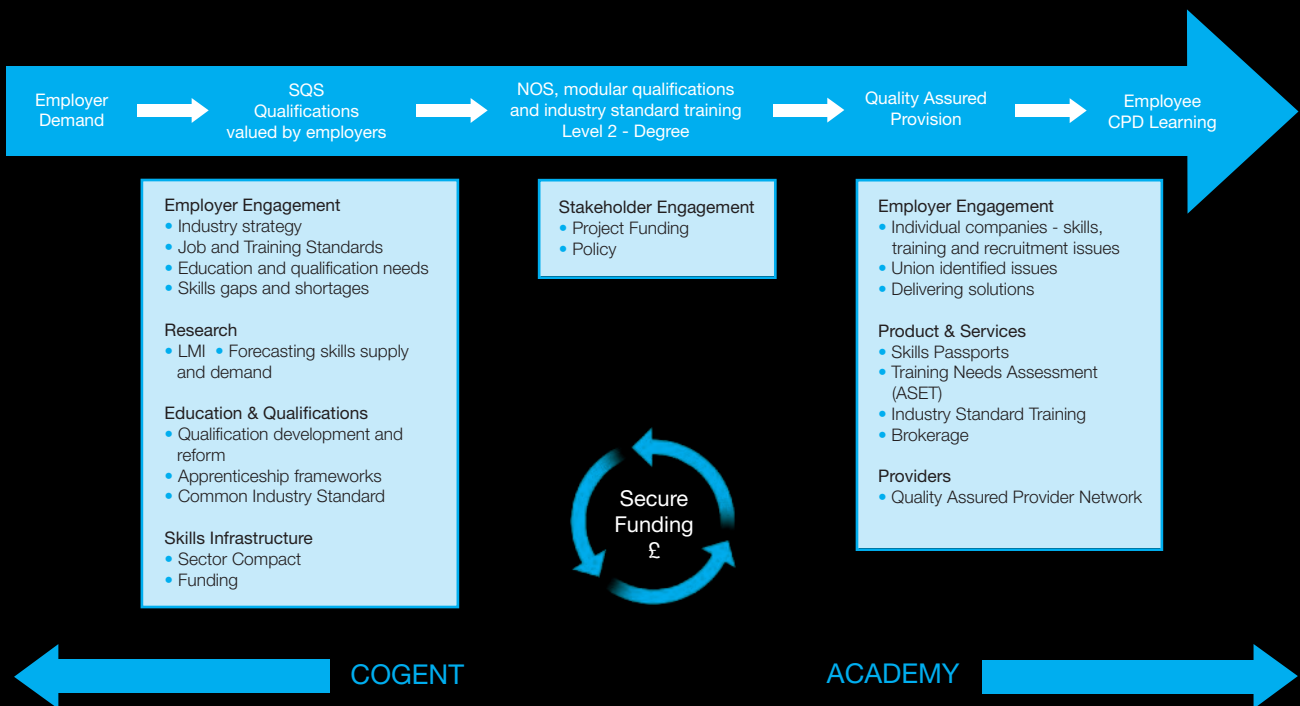 Employer
Demand
SQS
Qualifications
valued by employers
NOS, modular qualifications
and industry standard training
Level 2 - Degree
Quality Assured
Provision
Employee
CPD Learning
Employer Engagement
• Industry strategy
• Job and Training Standards
• Education and qualification needs
• Skills gaps and shortages
Research
• LMI • Forecasting skills supply
and demand
Education & Qualifications
• Qualification development and
reform
• Apprenticeship frameworks
• Common Industry Standard
Skills Infrastructure
• Sector Compact
• Funding
Stakeholder Engagement
• Project Funding
• Policy
Secure
Funding
£
Employer Engagement
• Individual companies - skills,
training and recruitment issues
• Union identified issues
• Delivering solutions
Product & Services
• Skills Passports
• Training Needs Assessment
(ASET)
• Industry Standard Training
• Brokerage
Providers
• Quality Assured Provider Network
COGENT
ACADEMY